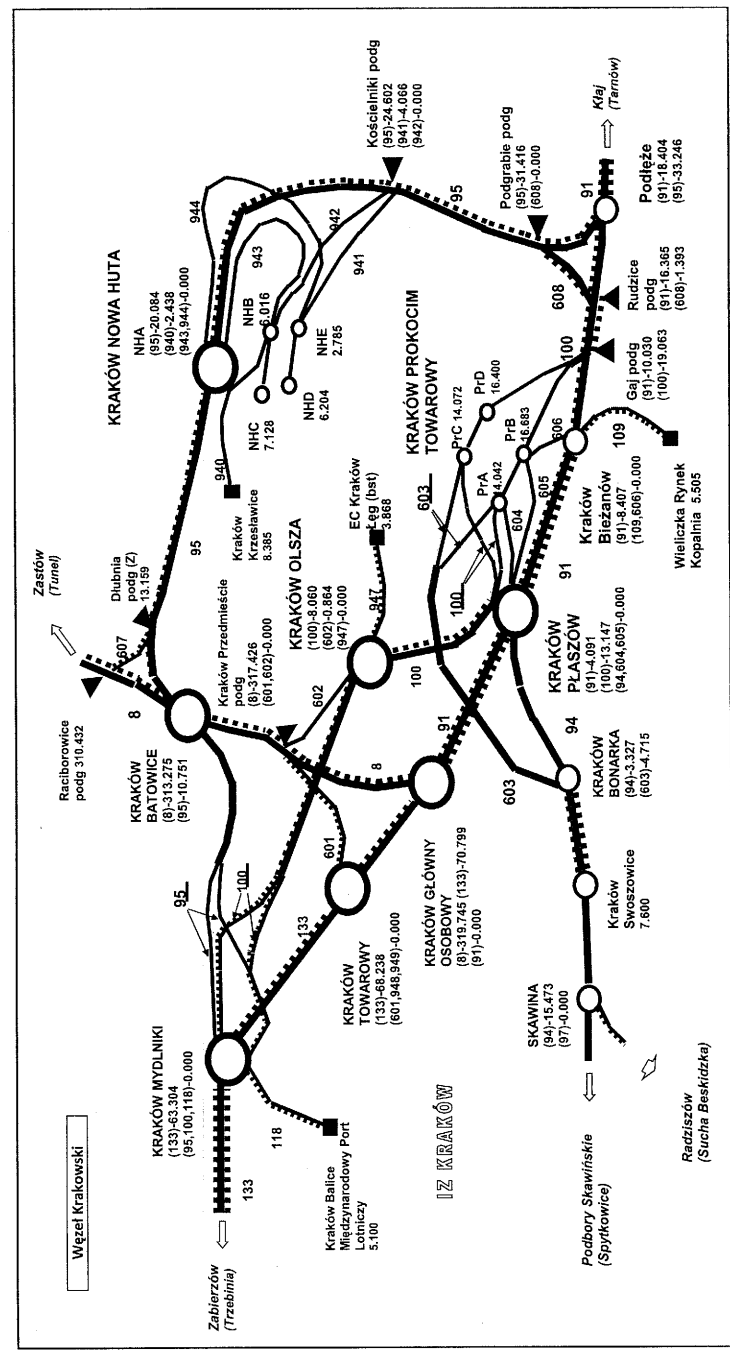 Węzeł Krakowski
Zabierzów
(Trzebinia)
133
KRAKÓW MYDLNIKI
(133)-63.304
(95,100,118)-0.000
118
Kraków Balice
Międzynarodowy Port
Lotniczy
5.100
IZ KRAKÓW
Podbory Skawińskie
(Spytkowice)
Radziszów
(Sucha Beskidzka)
SKAWINA
(94)-15.473
(97)-0.000
Kraków
Swoszowice
7.600
95
100
133
601
KRAKÓW
TOWAROWY
(133)-68.238
(601,948,949)-0.000
KRAKÓW GŁÓWNY
OSOBOWY
(8)-319.745 (133)-70.799
(91)-0.000
KRAKÓW
BATOWICE
(8)-313.275
(95)-10.751
Raciborowice
podg 310.432
8
607
Zastów
(Tunel)
Dłubnia
podg (Z)
13.159
Kraków Przedmieście
podg
(8)-317.426
(601,602)-0.000
602
8
91
603
KRAKÓW
BONARKA
(94)-3.327
(603)-4.715
94
KRAKÓW OLSZA
(100)-8.060
(602)-0.864
(947)-0.000
947
100
EC Kraków
Łęg (bst)
3.868
KRAKÓW
PŁASZÓW
(91)-4.091
(100)-13.147
(94,604,605)-0.000
95
940
Kraków
Krzesławice
8.385
KRAKÓW NOWA HUTA
NHA
(95)-20.084
(940)-2.438
(943,944)-0.000
944
943
942
941
NHB
6.016
NHC
7.128
NHD
6.204
NHE
2.785
Kościelniki podg
(95)-24.602
(941)-4.066
(942)-0.000
95
KRAKÓW PROKOCIM
TOWAROWY
603
100
PrA
14.042
PrB
16.683
PrC 14.072
PrD
16.400
604
605
606
91
Kraków
Bieżanów
(91)-8.407
(109,606)-0.000
109
Wieliczka Rynek
Kopalnia 5.505
100
Gaj podg
(91)-10.030
(100)-19.063
608
Rudzice
podg
(91)-16.365
(608)-1.393
Podgrabie podg
(95)-31.416
(608)-0.000
91
Podłęże
(91)-18.404
(95)-33.246
Kłaj
(Tarnów)